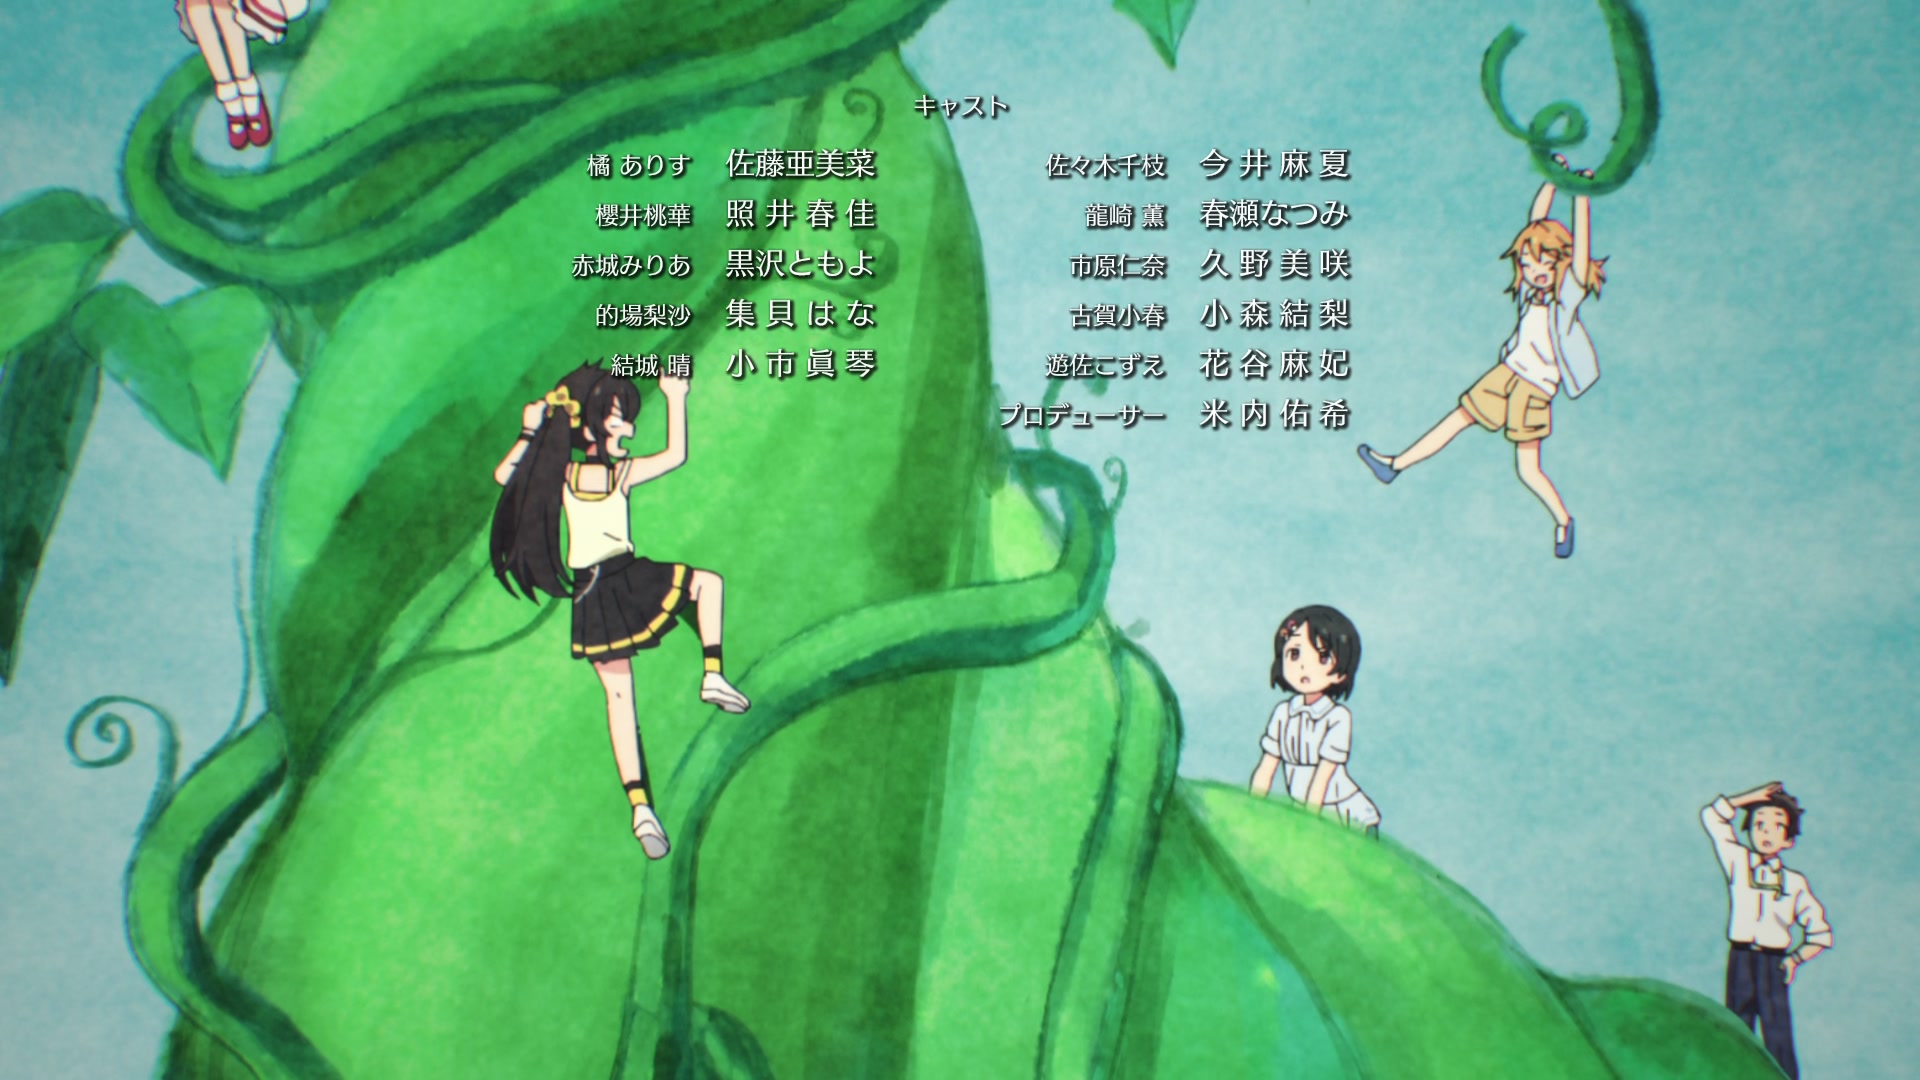 キャスト
橘 ありす 佐藤亜美菜
櫻井桃華 照井春佳
赤城みりあ 黒沢ともよ
的場梨沙 集貝はな
結城 晴 小市眞琴
佐々木千枝 今井麻夏
龍崎 薫 春瀬なつみ
市原仁奈 久野美咲
古賀小春 小森結梨
遊佐こずえ 花谷麻妃
プロデューサー 米内佑希